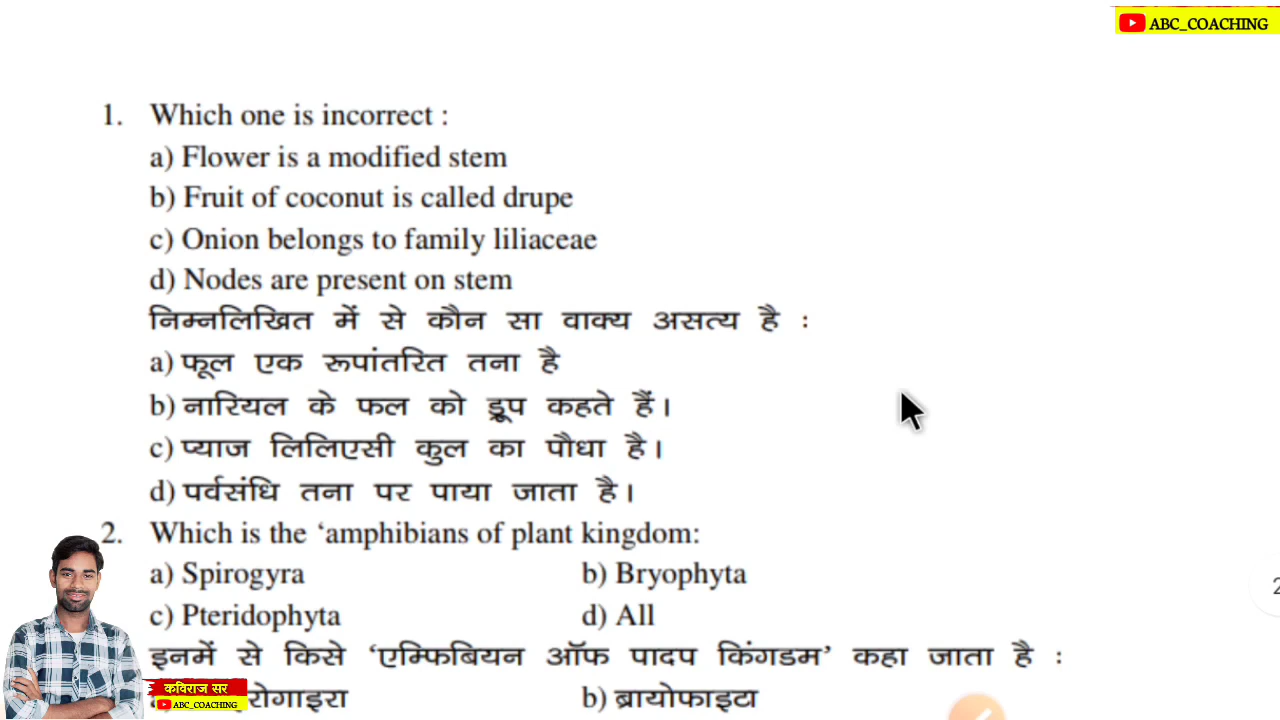 ABC_COACHING
1. Which one is incorrect :
a) Flower is a modified stem
b) Fruit of coconut is called drupe
c) Onion belongs to family liliaceae
d) Nodes are present on stem
निम्नलिखित में से कौन सा वाक्य असत्य है :
a) फूल एक रूपांतरित तना है
b) नारियल के फल को ड्रूप कहते हैं।
c) प्याज लिलिएसी कुल का पौधा है।
d) पर्वसंधि तना पर पाया जाता है।
2. Which is the ‘amphibians of plant kingdom:
a) Spirogyra b) Bryophyta
c) Pteridophyta d) All
इनमें से किसे ‘एम्फिबियन ऑफ पादप किंगडम’ कहा जाता है :
b) ब्रायोफाइटा
कविराज सर
ABC_COACHING
2